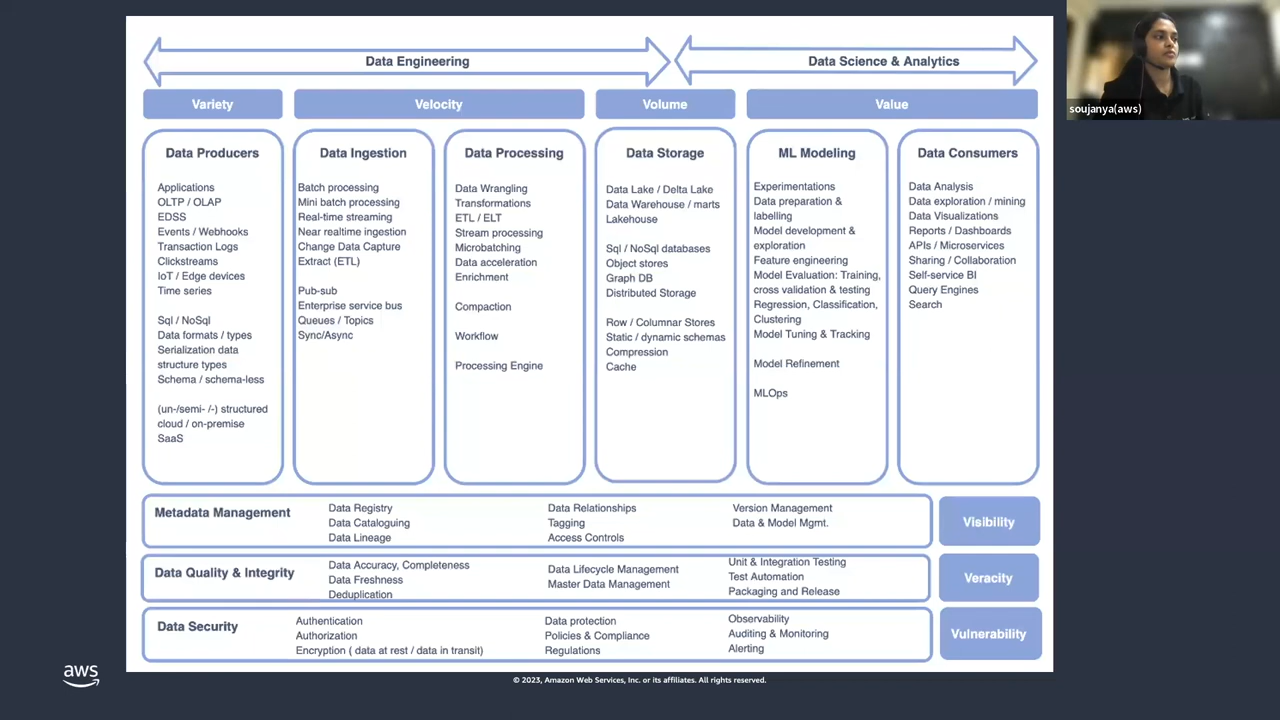 Data Engineering
Data Science & Analytics
Variety
Velocity
Volume
Value
Data Producers
Applications
OLTP / OLAP
EDSS
Events / Webhooks
Transaction Logs
Clickstreams
IoT / Edge devices
Time series
Sql / NoSql
Data formats / types
Serialization data
structure types
Schema / schema-less
(un-/semi- /-) structured
cloud / on-premise
SaaS
Data Ingestion
Batch processing
Mini batch processing
Real-time streaming
Near realtime ingestion
Change Data Capture
Extract (ETL)
Pub-sub
Enterprise service bus
Queues / Topics
Sync/Async
Data Processing
Data Wrangling
Transformations
ETL / ELT
Stream processing
Microbatching
Data acceleration
Enrichment
Compaction
Workflow
Processing Engine
Data Storage
Data Lake / Delta Lake
Data Warehouse / marts
Lakehouse
Sql / NoSql databases
Object stores
Graph DB
Distributed Storage
Row / Columnar Stores
Static / dynamic schemas
Compression
Cache
ML Modeling
Experimentations
Data preparation &
labelling
Model development &
exploration
Feature engineering
Model Evaluation: Training,
cross validation & testing
Regression, Classification,
Clustering
Model Tuning & Tracking
Model Refinement
MLOps
Data Consumers
Data Analysis
Data exploration / mining
Data Visualizations
Reports / Dashboards
APIs / Microservices
Sharing / Collaboration
Self-service BI
Query Engines
Search
Metadata Management
Data Registry
Data Cataloguing
Data Lineage
Data Relationships
Tagging
Access Controls
Version Management
Data & Model Mgmt.
Visibility
Data Quality & Integrity
Data Accuracy, Completeness
Data Freshness
Deduplication
Data Lifecycle Management
Master Data Management
Unit & Integration Testing
Test Automation
Packaging and Release
Veracity
Data Security
Authentication
Authorization
Encryption ( data at rest / data in transit)
Data protection
Policies & Compliance
Regulations
Observability
Auditing & Monitoring
Alerting
Vulnerability
soujanya(aws)
aws
© 2023, Amazon Web Services, Inc. or its affiliates. All rights reserved.